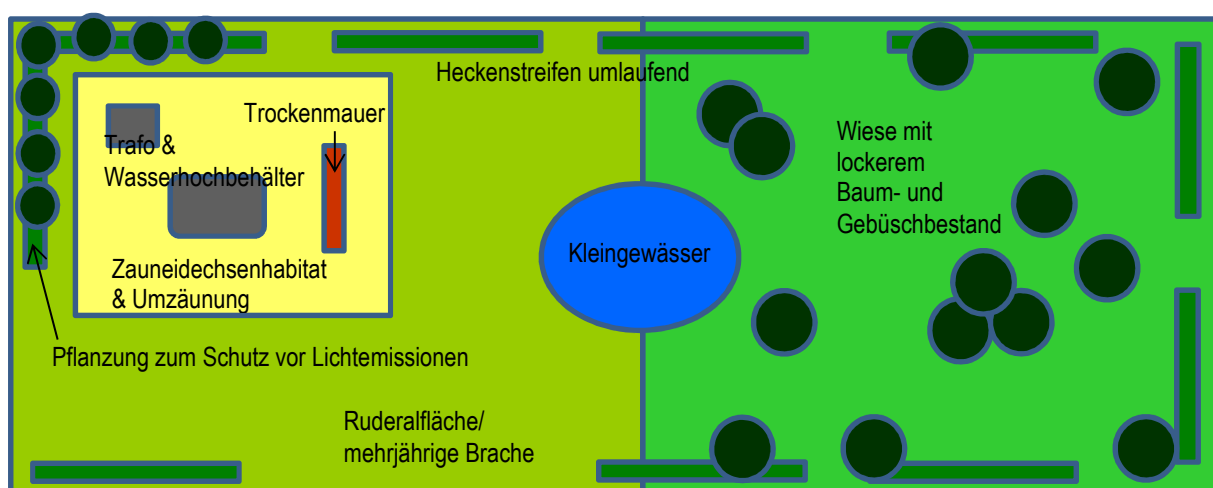 Heckenstreifen umlaufend
Trockenmauer
Trafo &
Wasserhochbehälter
Wiese mit
lockerem
Baum- und
Gebüschbestand
Kleingewässer
Zauneidechsenhabitat
& Umzäunung
Pflanzung zum Schutz vor Lichtemissionen
Ruderalfläche/
mehrjährige Brache